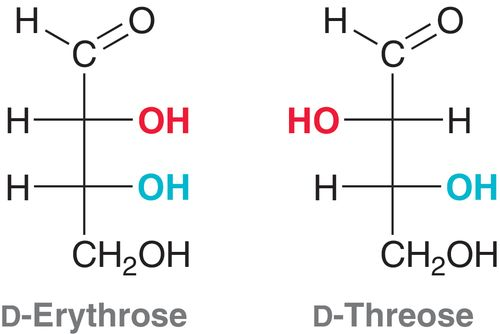 H O H O
C C
H OH HO H
H OH H OH
CH₂OH CH₂OH
D-Erythrose D-Threose